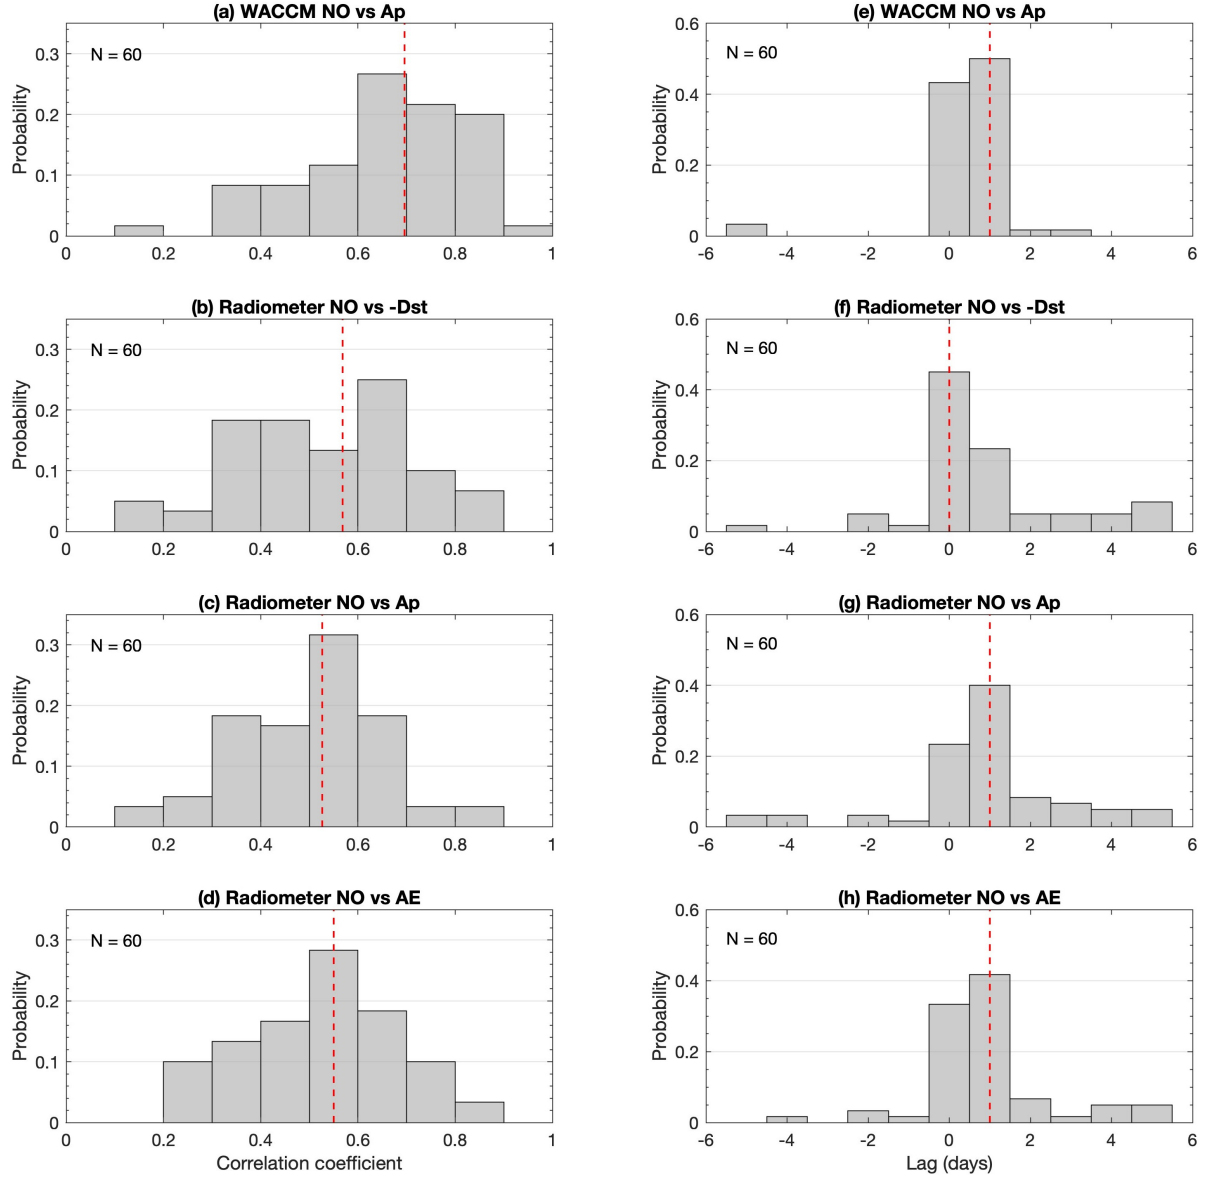 (a) WACCM NO vs Ap
N = 60
Probability
0.3
0.2
0.1
0
0 0.2 0.4 0.6 0.8 1
(e) WACCM NO vs Ap
N = 60
Probability
0.6
0.4
0.2
0
-6 -4 -2 0 2 4 6
(b) Radiometer NO vs -Dst
N = 60
Probability
0.3
0.2
0.1
0
0 0.2 0.4 0.6 0.8 1
(f) Radiometer NO vs -Dst
N = 60
Probability
0.6
0.4
0.2
0
-6 -4 -2 0 2 4 6
(c) Radiometer NO vs Ap
N = 60
Probability
0.3
0.2
0.1
0
0 0.2 0.4 0.6 0.8 1
(g) Radiometer NO vs Ap
N = 60
Probability
0.6
0.4
0.2
0
-6 -4 -2 0 2 4 6
(d) Radiometer NO vs AE
N = 60
Probability
0.3
0.2
0.1
0
0 0.2 0.4 0.6 0.8 1
Correlation coefficient
(h) Radiometer NO vs AE
N = 60
Probability
0.6
0.4
0.2
0
-6 -4 -2 0 2 4 6
Lag (days)